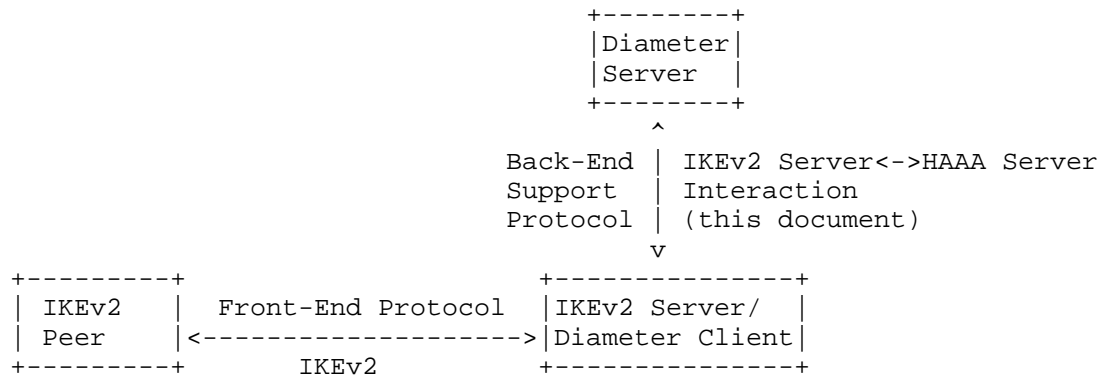 +--------+
|Diameter|
|Server  |
+--------+
^
Back-End | IKEv2 Server<->HAAA Server
Support | Interaction
Protocol | (this document)
v
+---------+ +---------------+
| IKEv2 | Front-End Protocol |IKEv2 Server/ |
| Peer |<-------------------->|Diameter Client|
+---------+ IKEv2 +---------------+